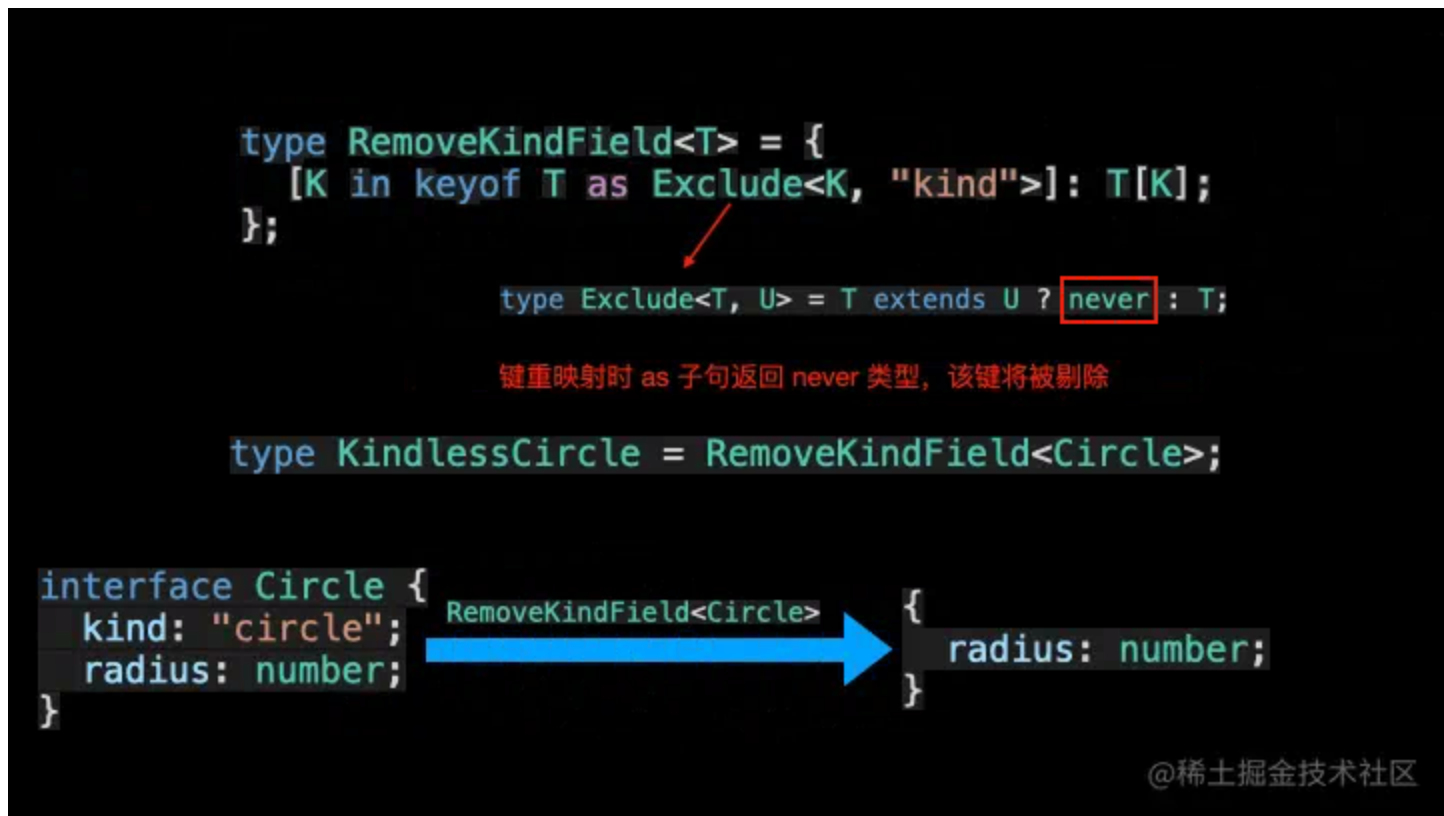 type RemoveKindField<T> = {
  [K in keyof T as Exclude<K, "kind">]: T[K];
};
type Exclude<T, U> = T extends U ? never : T;
键重映射时 as 子句返回 never 类型，该键将被剔除
type KindlessCircle = RemoveKindField<Circle>;
interface Circle {
  kind: "circle";
  radius: number;
}
RemoveKindField<Circle>
{
  radius: number;
}
@稀土掘金技术社区